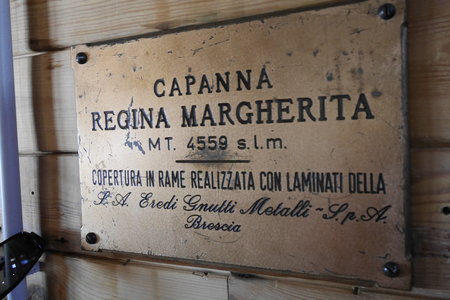 CAPANNA
REGINA MARGHERITA
MT. 4559 s.l.m.
COPERTURA IN RAME REALIZZATA CON LAMINATI DELLA
S. A. Eredi Gnutti Metalli - S.p.A.
Brescia